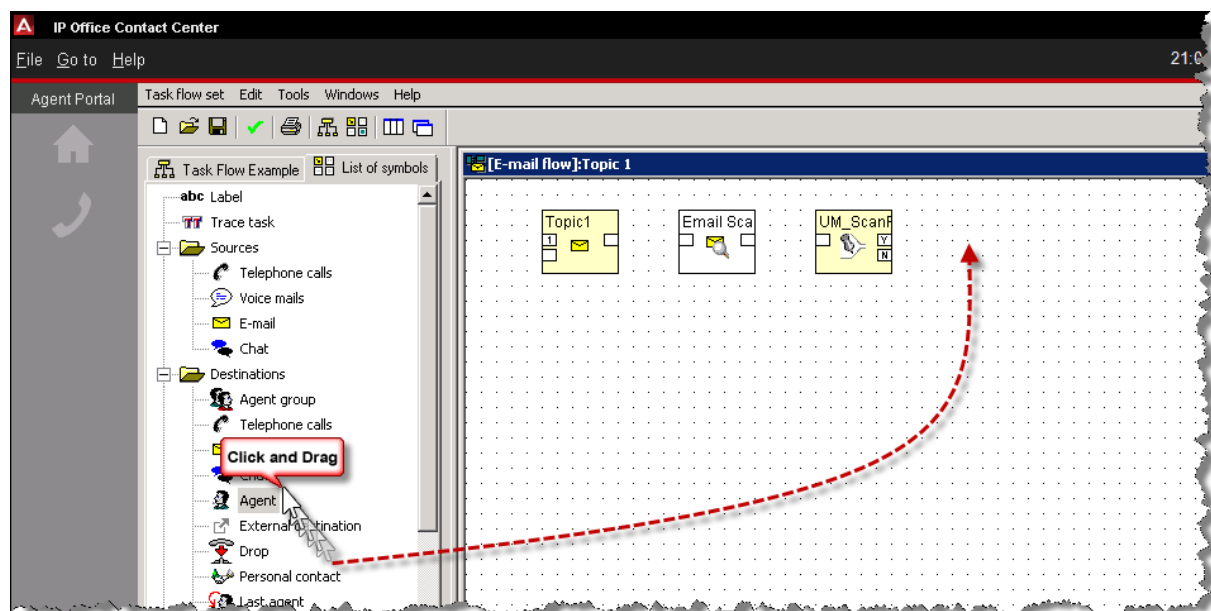 A IP Office Contact Center
File Go to Help
21:0
Agent Portal
Task flow set Edit Tools Windows Help
Task Flow Example List of symbols
[E-mail flow]:Topic 1
abc Label
TT Trace task
Sources
Telephone calls
Voice mails
E-mail
Chat
Destinations
Agent group
Telephone calls
Click and Drag
Agent
External
Drop
Personal contact
Last agent
Topic1
1
Email Sca
UM_ScanF
Y
N